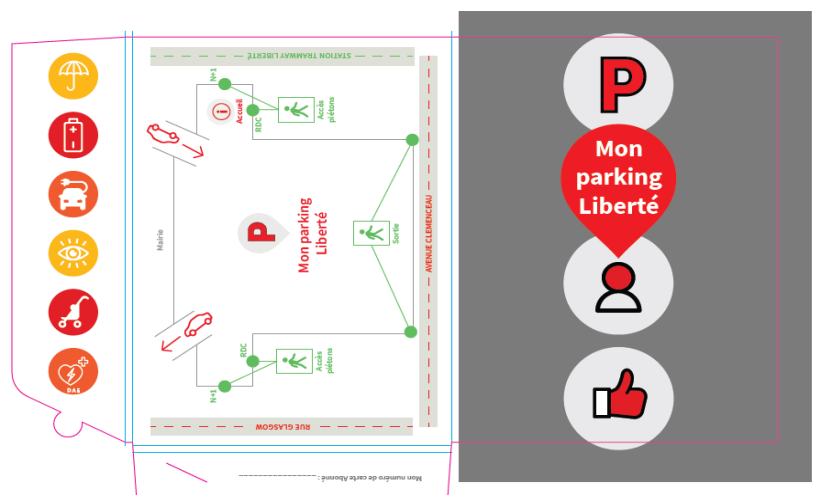 STATION TRAMWAY LIBERTÉ
N+1
Accueil
RDC
Accès
piétons
P
Mon
parking
Liberté
Mairie
P
Mon parking
Liberté
Sortie
AVENUE CLEMENCEAU
RDC
Accès
piétons
N+1
DAE
RUE GLASGOW
Mon numéro de carte Abonné : ________________